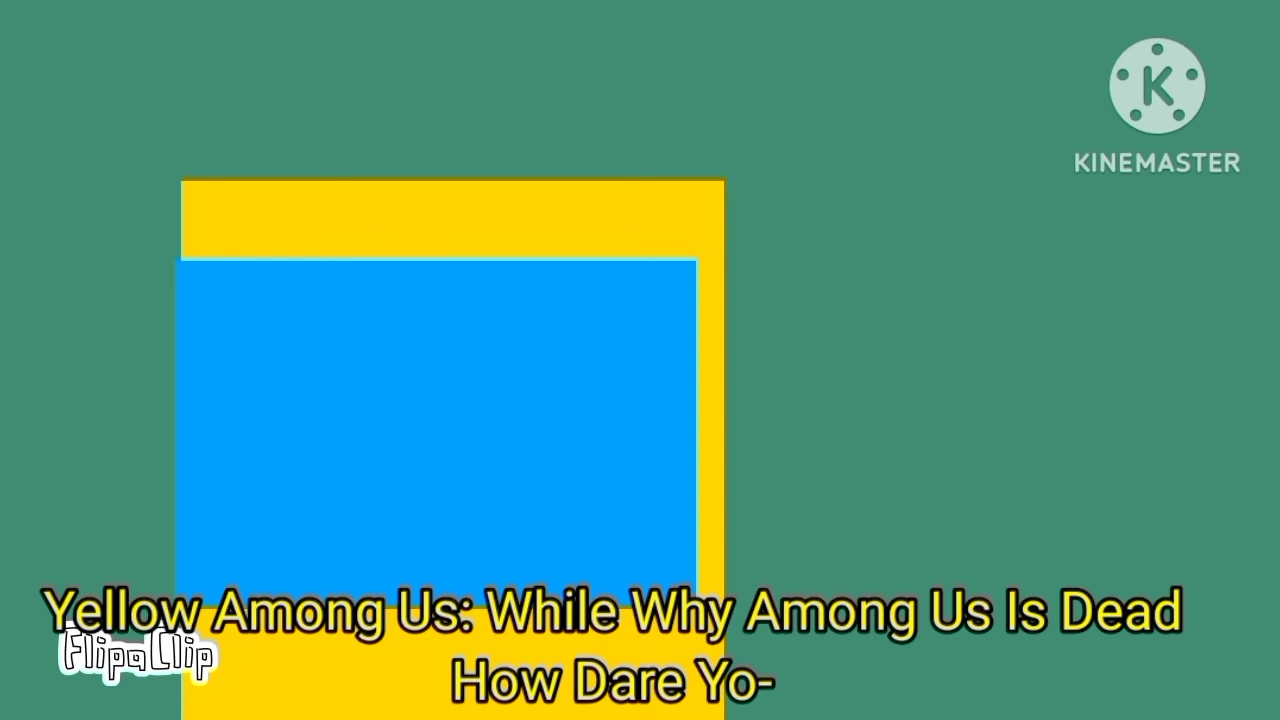 K
KINEMASTER
Yellow Among Us: While Why Among Us Is Dead
How Dare Yo-
FlipaClip